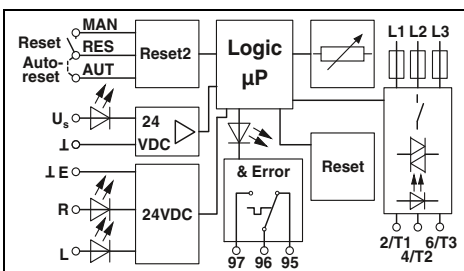 MAN
Reset
RES
Reset2
Auto-
reset
AUT
Logic
µP
L1 L2 L3
Us
24
VDC
⊥
⊥ E
R
24VDC
L
& Error
Reset
97 96 95
2/T1 6/T3
4/T2